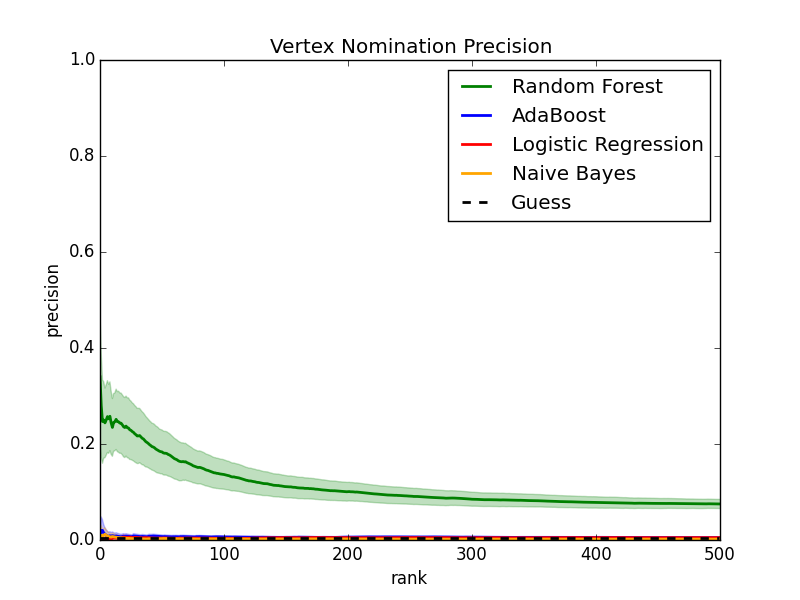 Vertex Nomination Precision
1.0
0.8
0.6
0.4
0.2
0.0
precision
Random Forest
AdaBoost
Logistic Regression
Naive Bayes
Guess
0
100
200
300
400
500
rank